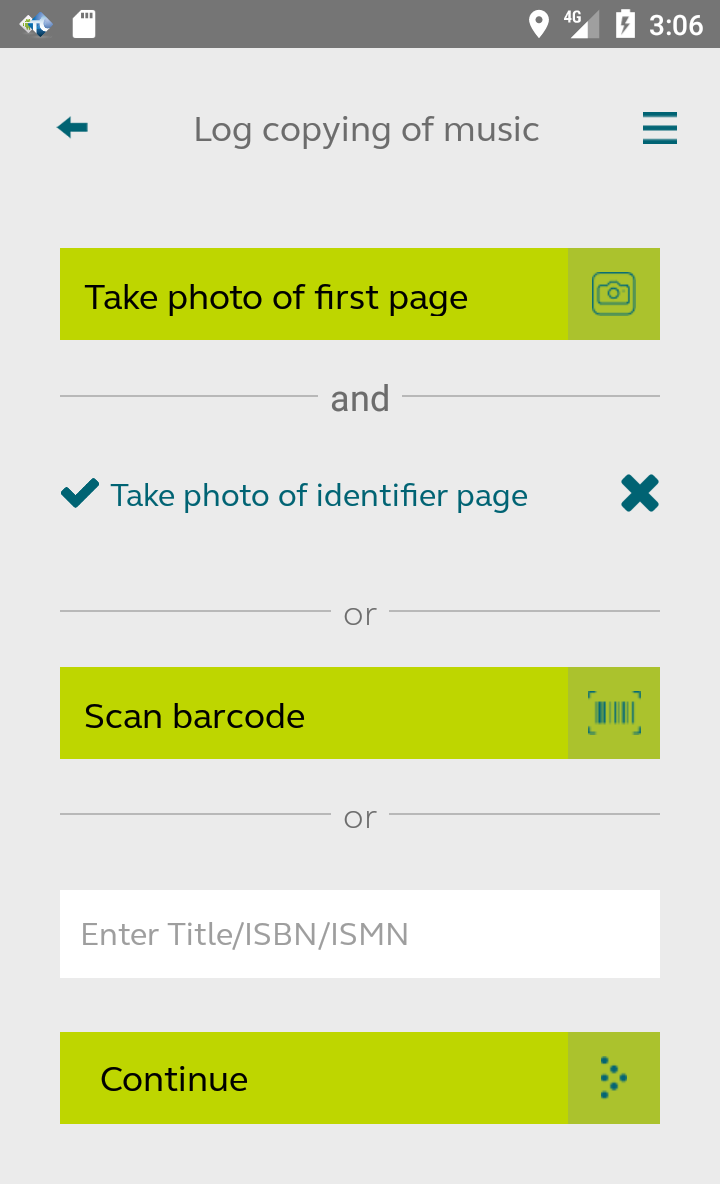 4G 3:06
Log copying of music
Take photo of first page
and
Take photo of identifier page
or
Scan barcode
or
Enter Title/ISBN/ISMN
Continue